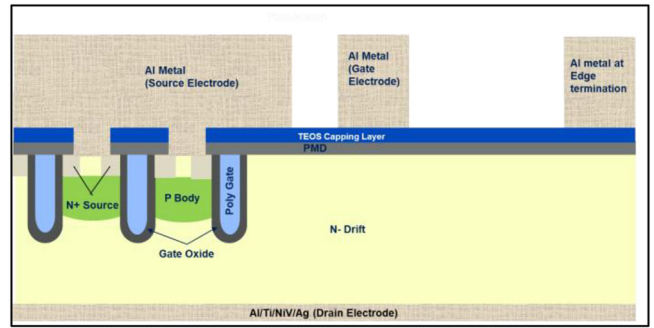 Al Metal
(Source Electrode)
Al Metal
(Gate
Electrode)
Al metal at
Edge
termination
TEOS Capping Layer
PMD
N+ Source
P Body
Poly Gate
N- Drift
Gate Oxide
Al/Ti/NiV/Ag (Drain Electrode)